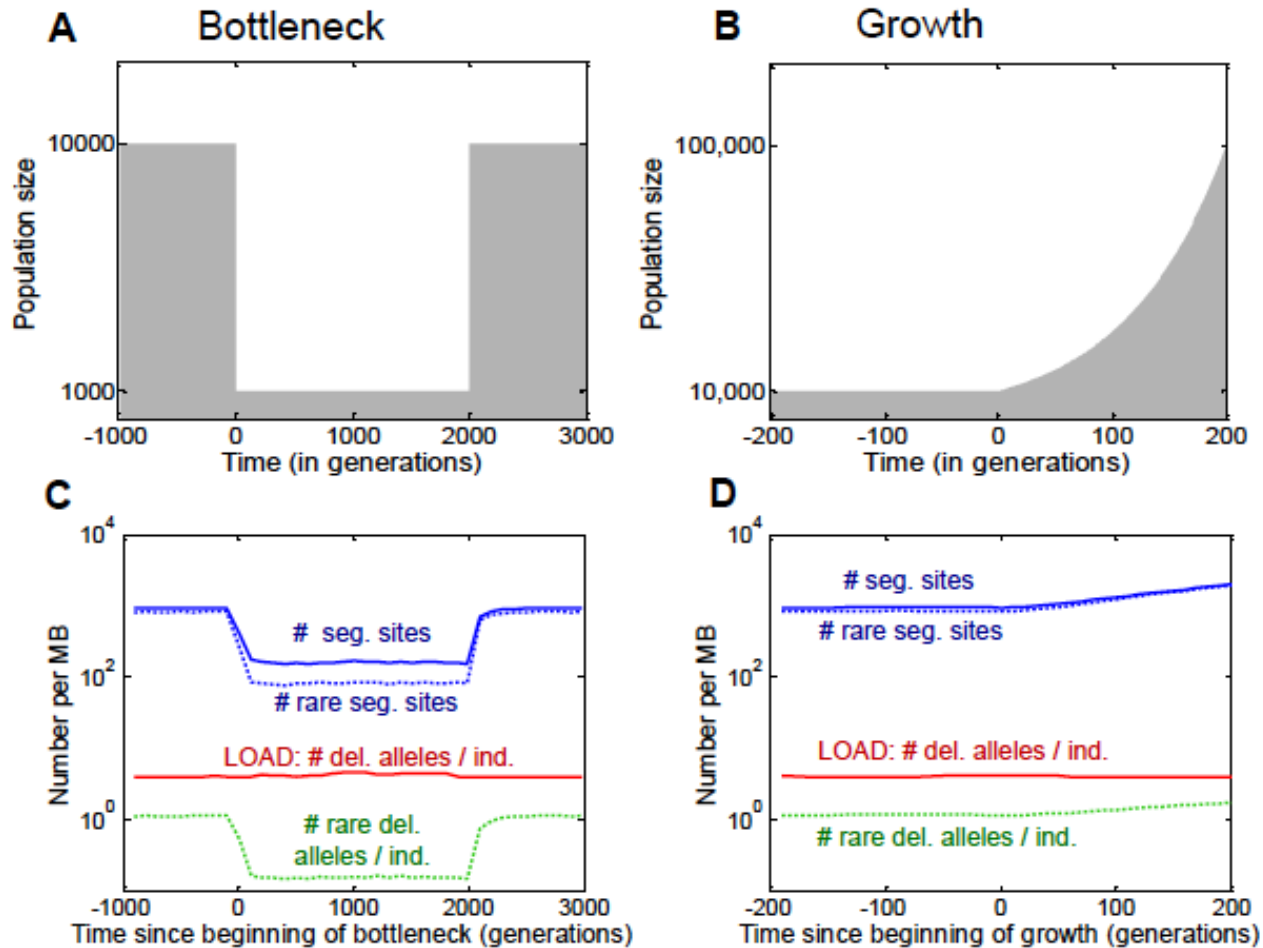 A Bottleneck
B Growth
Population size
10000
1000
-1000 0 1000 2000 3000
Time (in generations)
Population size
100,000
10,000
-200 -100 0 100 200
Time (in generations)
C
Number per MB
10^4
10^2
10^0
# seg. sites
# rare seg. sites
LOAD: # del. alleles / ind.
# rare del.
alleles / ind.
-1000 0 1000 2000 3000
Time since beginning of bottleneck (generations)
D
Number per MB
10^4
10^2
10^0
# seg. sites
# rare seg. sites
LOAD: # del. alleles / ind.
# rare del. alleles / ind.
-200 -100 0 100 200
Time since beginning of growth (generations)